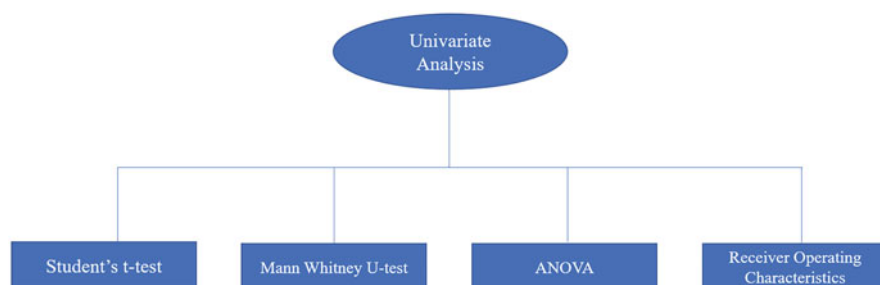 Univariate
Analysis
Student's t-test
Mann Whitney U-test
ANOVA
Receiver Operating
Characteristics